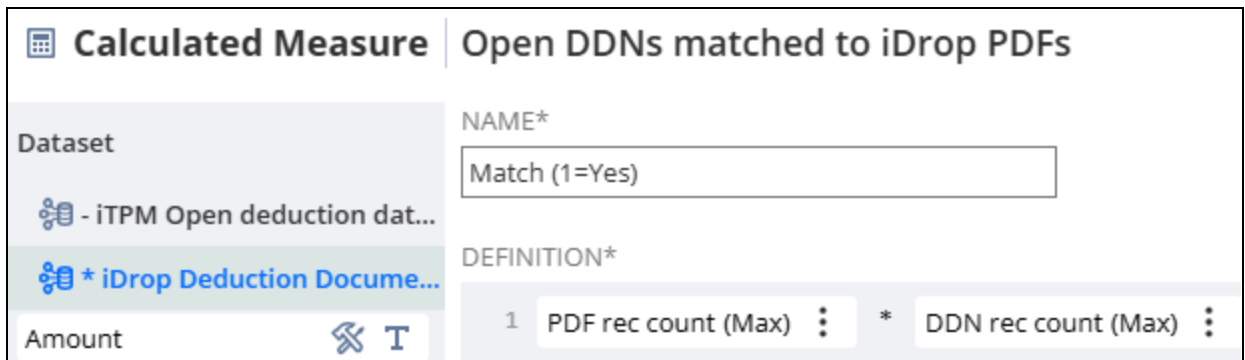 Calculated Measure
Open DDNs matched to iDrop PDFs
Dataset
- iTPM Open deduction dat...
* iDrop Deduction Docume...
Amount
T
NAME*
Match (1=Yes)
DEFINITION*
1 PDF rec count (Max) * DDN rec count (Max)